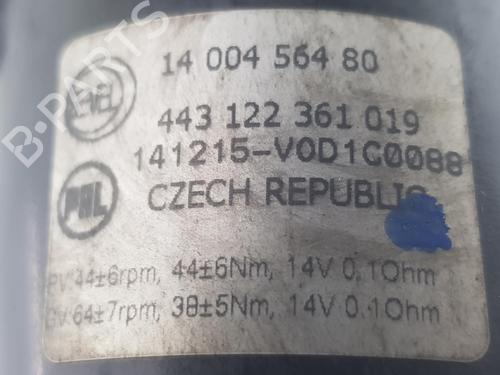 14 004 564 80
443 122 361 019
141215-V0D1C0088
PAL CZECH REPUBLIC
PV 44±6rpm, 44±6Nm, 14V 0.1Ohm
GV 64±7rpm, 38±5Nm, 14V 0.1Ohm
B-PARTS